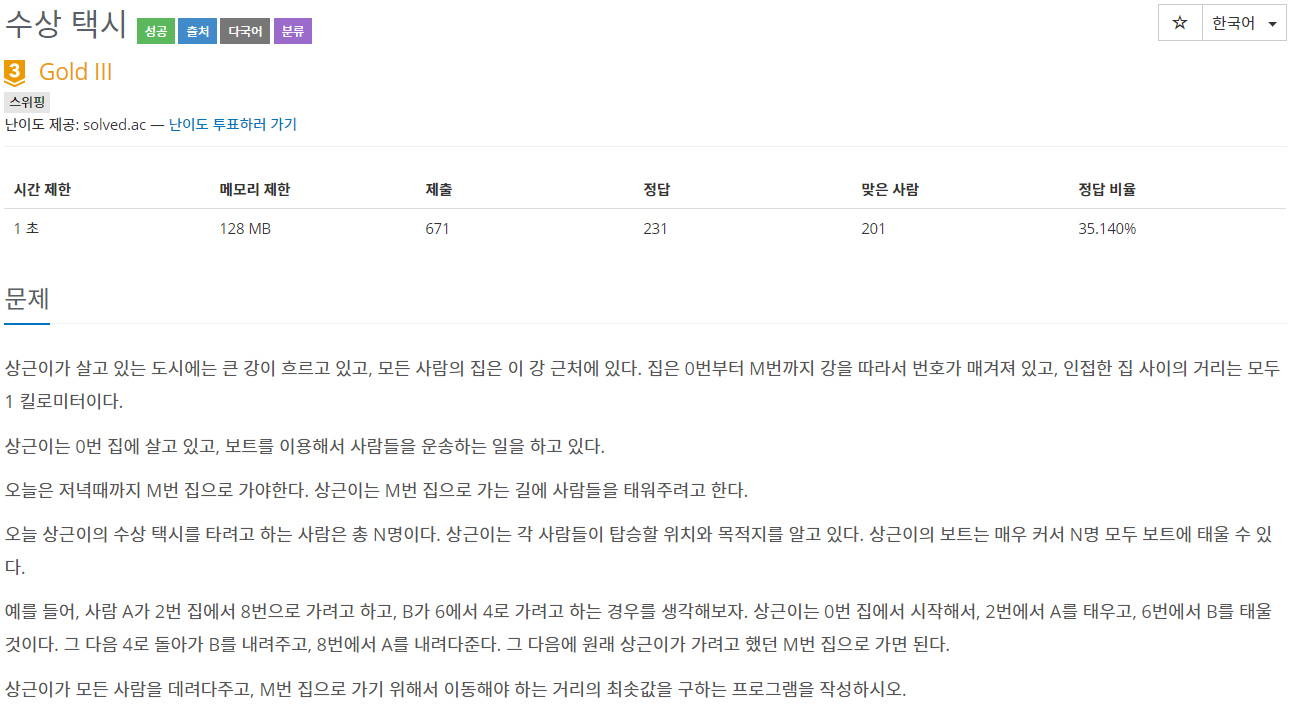 수상 택시 성공 출처 다국어 분류 ☆ 한국어
3 Gold III
스위핑
난이도 제공: solved.ac — 난이도 투표하러 가기
시간 제한 메모리 제한 제출 정답 맞은 사람 정답 비율
1 초 128 MB 671 231 201 35.140%
문제
상근이가 살고 있는 도시에는 큰 강이 흐르고 있고, 모든 사람의 집은 이 강 근처에 있다. 집은 0번부터 M번까지 강을 따라서 번호가 매겨져 있고, 인접한 집 사이의 거리는 모두
1 킬로미터이다.
상근이는 0번 집에 살고 있고, 보트를 이용해서 사람들을 운송하는 일을 하고 있다.
오늘은 저녁때까지 M번 집으로 가야한다. 상근이는 M번 집으로 가는 길에 사람들을 태워주려고 한다.
오늘 상근이의 수상 택시를 타려고 하는 사람은 총 N명이다. 상근이는 각 사람들이 탑승할 위치와 목적지를 알고 있다. 상근이의 보트는 매우 커서 N명 모두 보트에 태울 수 있
다.
예를 들어, 사람 A가 2번 집에서 8번으로 가려고 하고, B가 6에서 4로 가려고 하는 경우를 생각해보자. 상근이는 0번 집에서 시작해서, 2번에서 A를 태우고, 6번에서 B를 태울
것이다. 그 다음 4로 돌아가 B를 내려주고, 8번에서 A를 내려다준다. 그 다음에 원래 상근이가 가려고 했던 M번 집으로 가면 된다.
상근이가 모든 사람을 데려다주고, M번 집으로 가기 위해서 이동해야 하는 거리의 최솟값을 구하는 프로그램을 작성하시오.